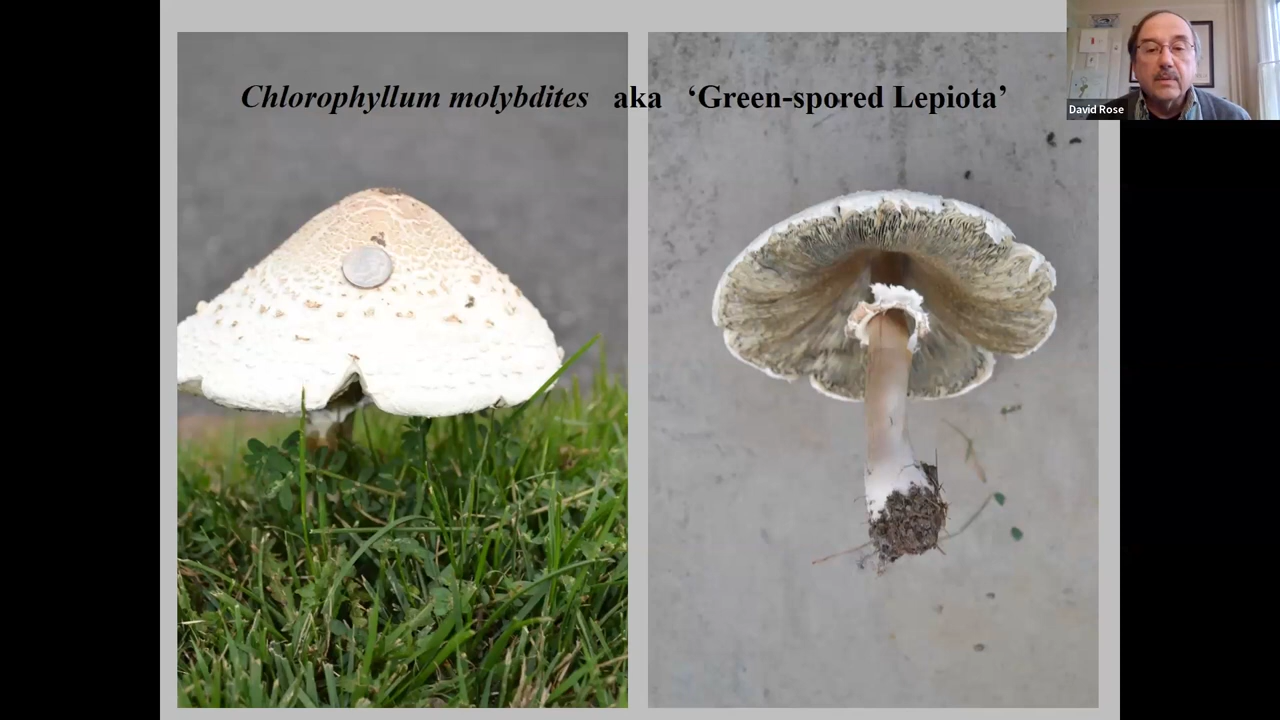 Chlorophyllum molybdites aka ‘Green-spored Lepiota’
David Rose